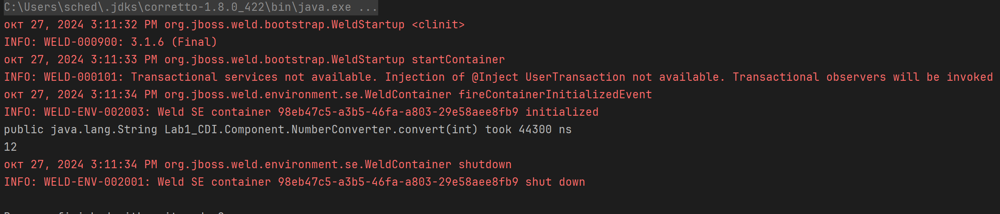 C:\Users\sched\.jdks\corretto-1.8.0_422\bin\java.exe ...
окт 27, 2024 3:11:32 PM org.jboss.weld.bootstrap.WeldStartup <clinit>
INFO: WELD-000900: 3.1.6 (Final)
окт 27, 2024 3:11:33 PM org.jboss.weld.bootstrap.WeldStartup startContainer
INFO: WELD-000101: Transactional services not available. Injection of @Inject UserTransaction not available. Transactional observers will be invoked
окт 27, 2024 3:11:34 PM org.jboss.weld.environment.se.WeldContainer fireContainerInitializedEvent
INFO: WELD-ENV-002003: Weld SE container 98eb47c5-a3b5-46fa-a803-29e58aee8fb9 initialized
public java.lang.String Lab1_CDI.Component.NumberConverter.convert(int) took 44300 ns
12
окт 27, 2024 3:11:34 PM org.jboss.weld.environment.se.WeldContainer shutdown
INFO: WELD-ENV-002001: Weld SE container 98eb47c5-a3b5-46fa-a803-29e58aee8fb9 shut down